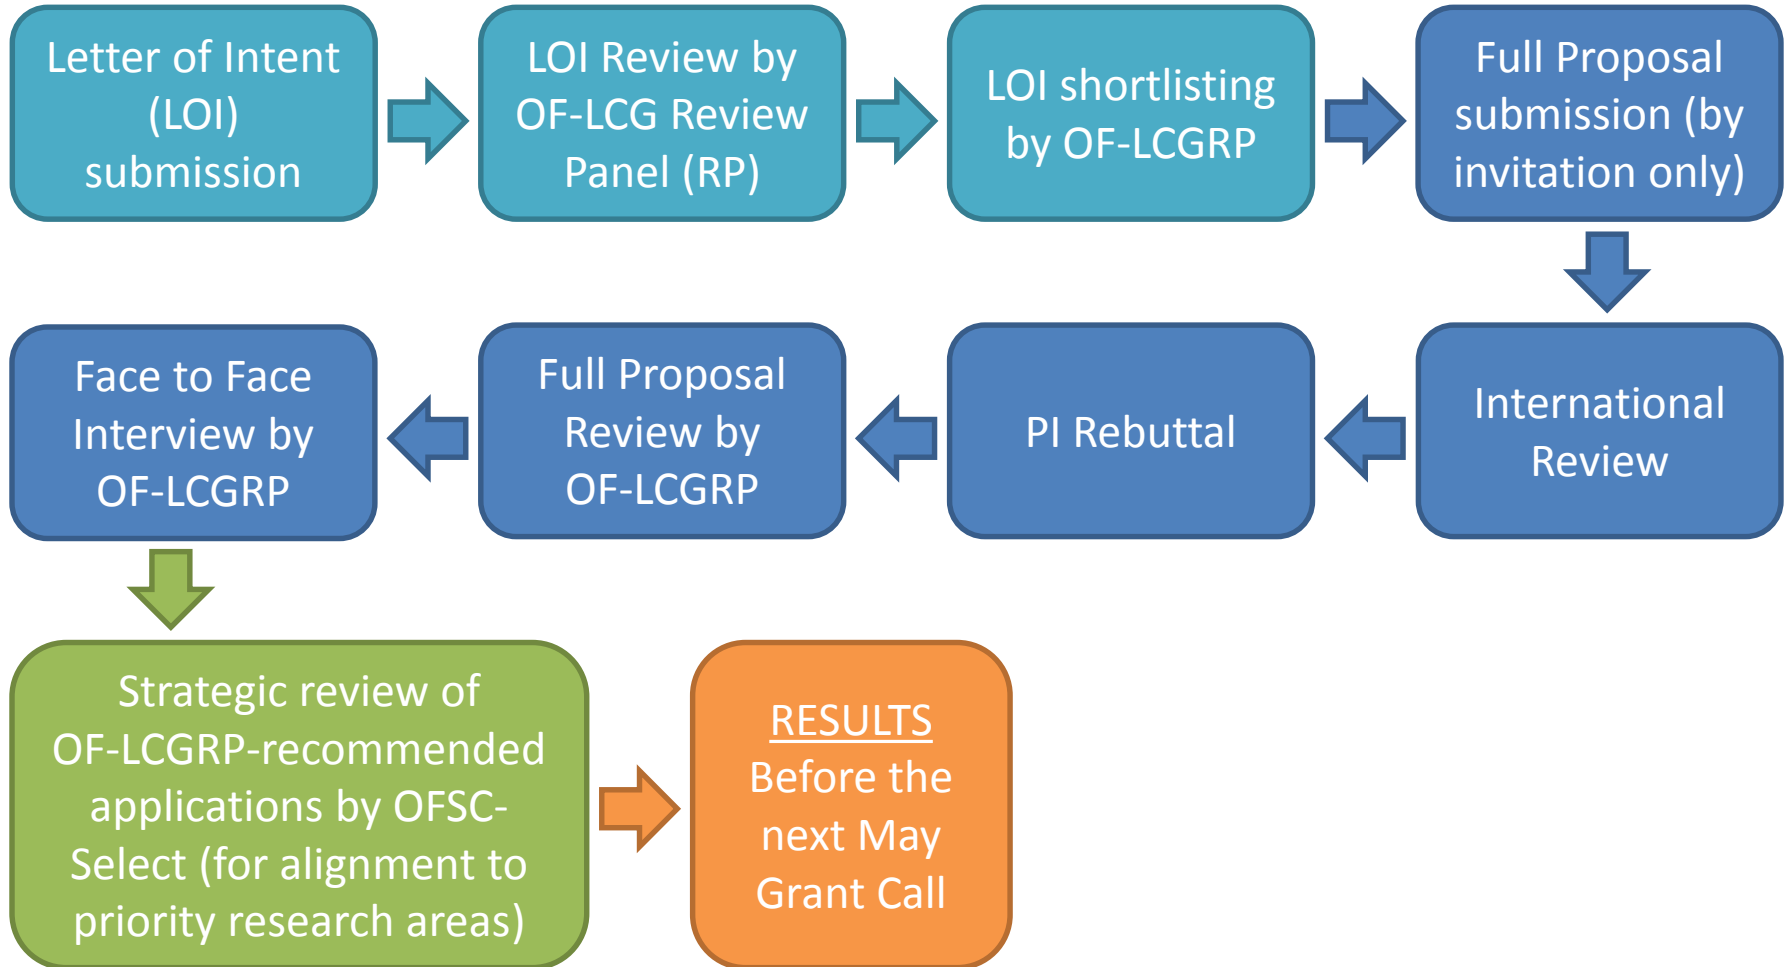 Letter of Intent
(LOI)
submission
LOI Review by
OF-LCG Review
Panel (RP)
LOI shortlisting
by OF-LCGRP
Full Proposal
submission (by
invitation only)
Face to Face
Interview by
OF-LCGRP
Full Proposal
Review by
OF-LCGRP
PI Rebuttal
International
Review
Strategic review of
OF-LCGRP-recommended
applications by OFSC-
Select (for alignment to
priority research areas)
RESULTS
Before the
next May
Grant Call